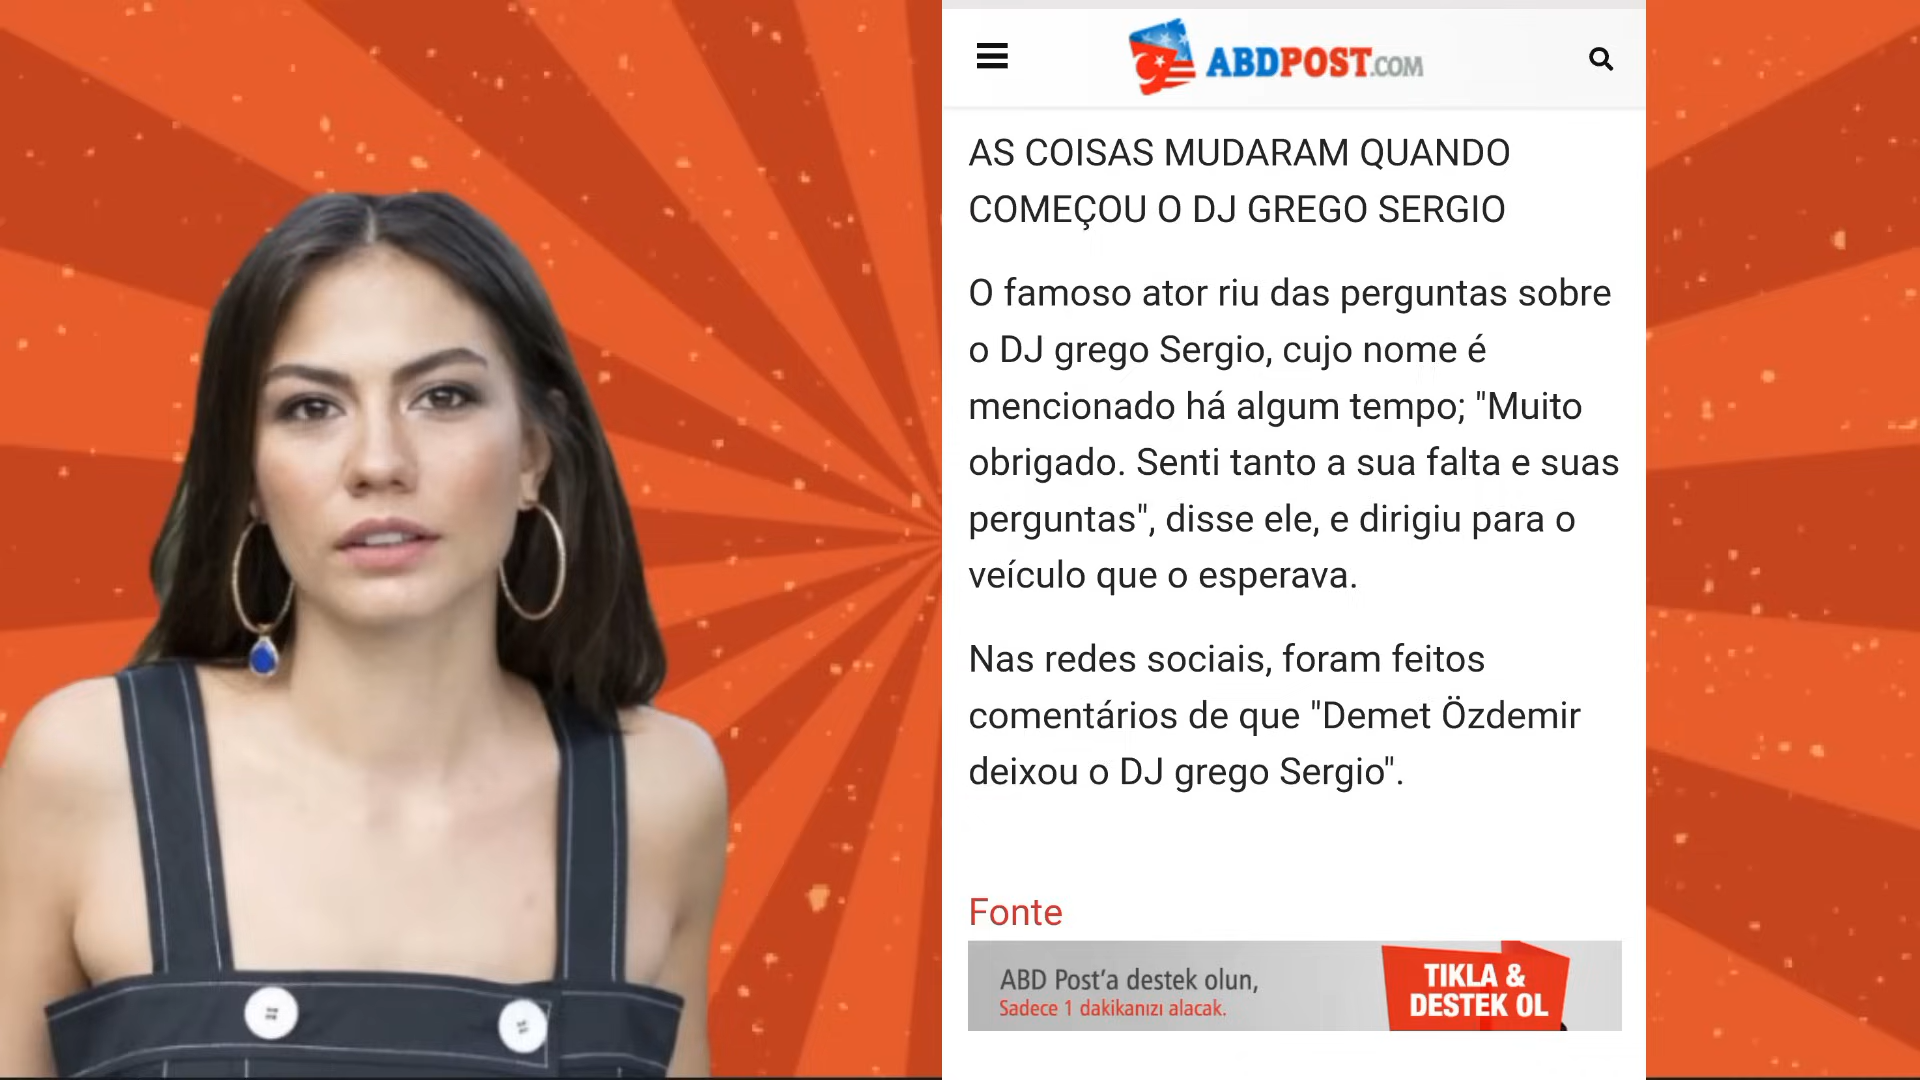 ABDPOST.COM
AS COISAS MUDARAM QUANDO
COMEÇOU O DJ GREGO SERGIO
O famoso ator riu das perguntas sobre
o DJ grego Sergio, cujo nome é
mencionado há algum tempo; "Muito
obrigado. Senti tanto a sua falta e suas
perguntas", disse ele, e dirigiu para o
veículo que o esperava.
Nas redes sociais, foram feitos
comentários de que "Demet Özdemir
deixou o DJ grego Sergio".
Fonte
ABD Post'a destek olun,
Sadece 1 dakikanızı alacak.
TIKLA &
DESTEK OL